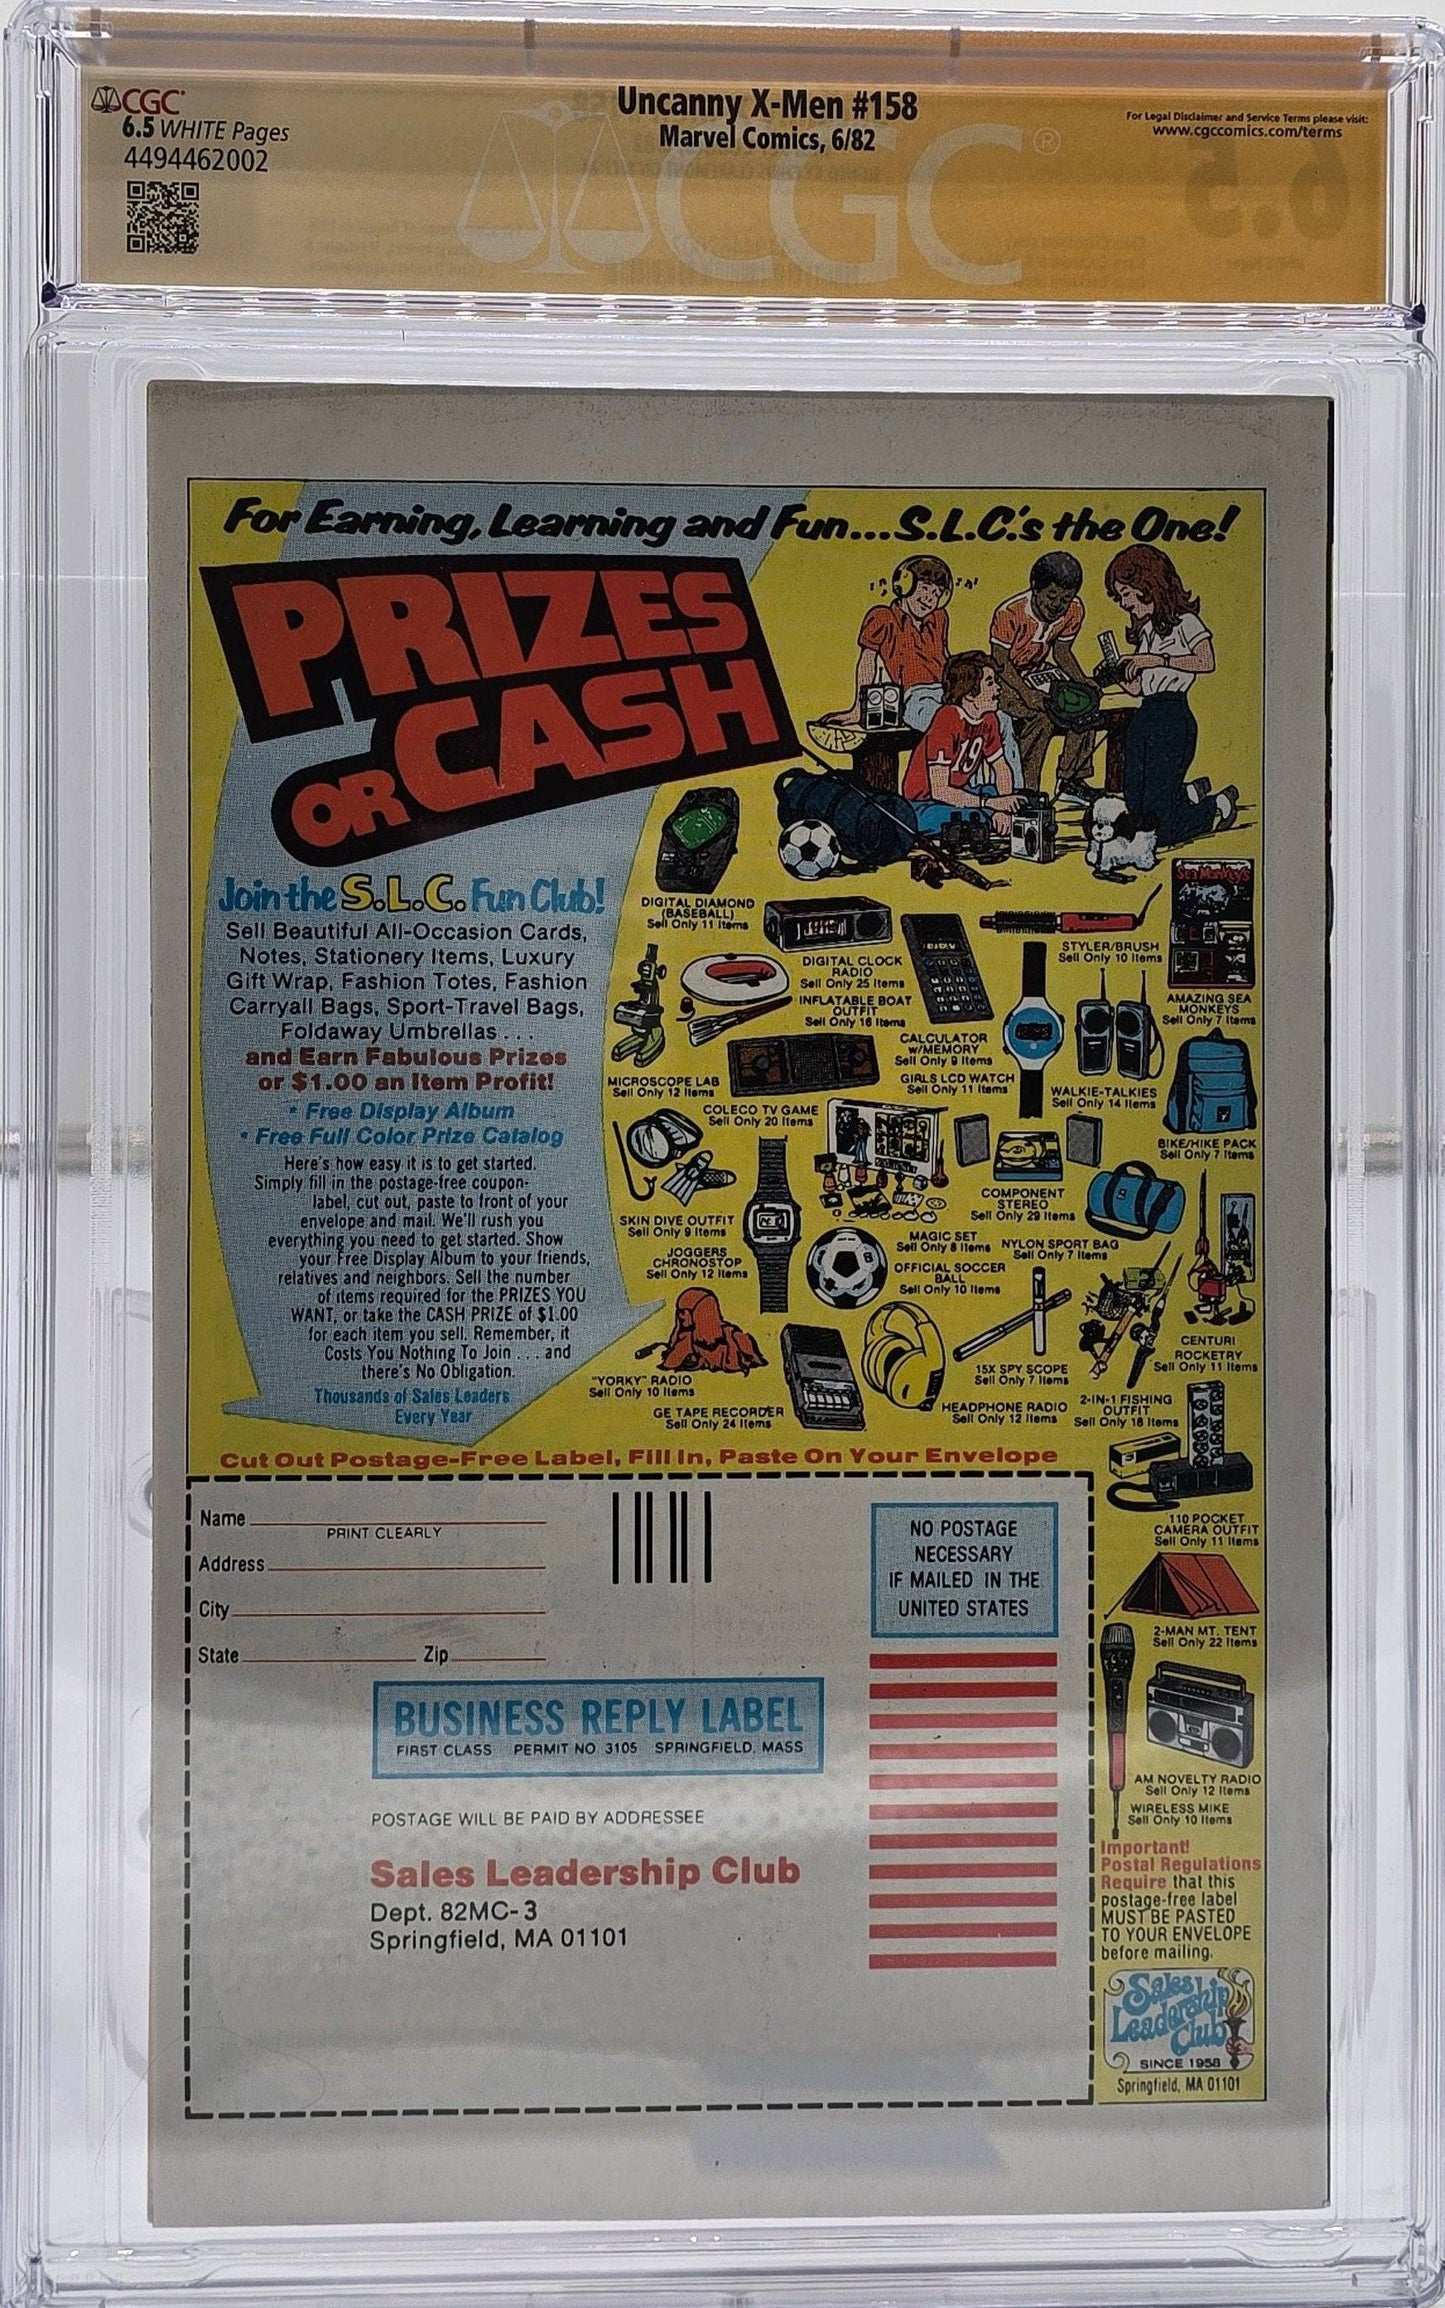 CGC
6.5 WHITE Pages
4494462002
Uncanny X-Men #158
Marvel Comics, 6/82
For Legal Disclaimer and Service Terms please visit:
www.cgccomics.com/terms
CGC®
6.5
For Earning, Learning and Fun...S.L.C.'s the One!
PRIZES
OR CASH
Join the S.L.C. Fun Club!
Sell Beautiful All-Occasion Cards,
Notes, Stationery Items, Luxury
Gift Wrap, Fashion Totes, Fashion
Carryall Bags, Sport-Travel Bags,
Foldaway Umbrellas . . .
and Earn Fabulous Prizes
or $1.00 an Item Profit!
* Free Display Album
* Free Full Color Prize Catalog
Here's how easy it is to get started.
Simply fill in the postage-free coupon-
label, cut out, paste to front of your
envelope and mail. We'll rush you
everything you need to get started. Show
your Free Display Album to your friends,
relatives and neighbors. Sell the number
of items required for the PRIZES YOU
WANT, or take the CASH PRIZE of $1.00
for each item you sell. Remember, it
Costs You Nothing To Join . . . and
there's No Obligation.
Thousands of Sales Leaders
Every Year
19
DIGITAL DIAMOND
(BASEBALL)
Sell Only 11 Items
DIGITAL CLOCK
RADIO
Sell Only 25 Items
STYLER/BRUSH
Sell Only 10 Items
Sea Monkeys
AMAZING SEA
MONKEYS
Sell Only 7 Items
INFLATABLE BOAT
OUTFIT
Sell Only 16 Items
CALCULATOR
w/MEMORY
Sell Only 9 Items
MICROSCOPE LAB
Sell Only 12 Items
GIRLS LCD WATCH
Sell Only 11 Items
WALKIE-TALKIES
Sell Only 14 Items
COLECO TV GAME
Sell Only 20 Items
BIKE/HIKE PACK
Sell Only 7 Items
SKIN DIVE OUTFIT
Sell Only 9 Items
COMPONENT
STEREO
Sell Only 29 Items
MAGIC SET
Sell Only 8 Items
NYLON SPORT BAG
Sell Only 7 Items
JOGGERS
CHRONOSTOP
Sell Only 12 Items
OFFICIAL SOCCER
BALL
Sell Only 10 Items
CENTURI
ROCKETRY
Sell Only 11 Items
"YORKY" RADIO
Sell Only 10 Items
15X SPY SCOPE
Sell Only 7 Items
GE TAPE RECORDER
Sell Only 24 Items
HEADPHONE RADIO
Sell Only 12 Items
2-IN-1 FISHING
OUTFIT
Sell Only 18 Items
Cut Out Postage-Free Label, Fill In, Paste On Your Envelope
110 POCKET
CAMERA OUTFIT
Sell Only 11 Items
2-MAN MT. TENT
Sell Only 22 Items
AM NOVELTY RADIO
Sell Only 12 Items
WIRELESS MIKE
Sell Only 10 Items
Name
PRINT CLEARLY
Address
City
State Zip
NO POSTAGE
NECESSARY
IF MAILED IN THE
UNITED STATES
BUSINESS REPLY LABEL
FIRST CLASS PERMIT NO. 3105 SPRINGFIELD, MASS
POSTAGE WILL BE PAID BY ADDRESSEE
Sales Leadership Club
Dept. 82MC-3
Springfield, MA 01101
Important!
Postal Regulations
Require that this
postage-free label
MUST BE PASTED
TO YOUR ENVELOPE
before mailing.
Sales
Leadership
Club
SINCE 1958
Springfield, MA 01101